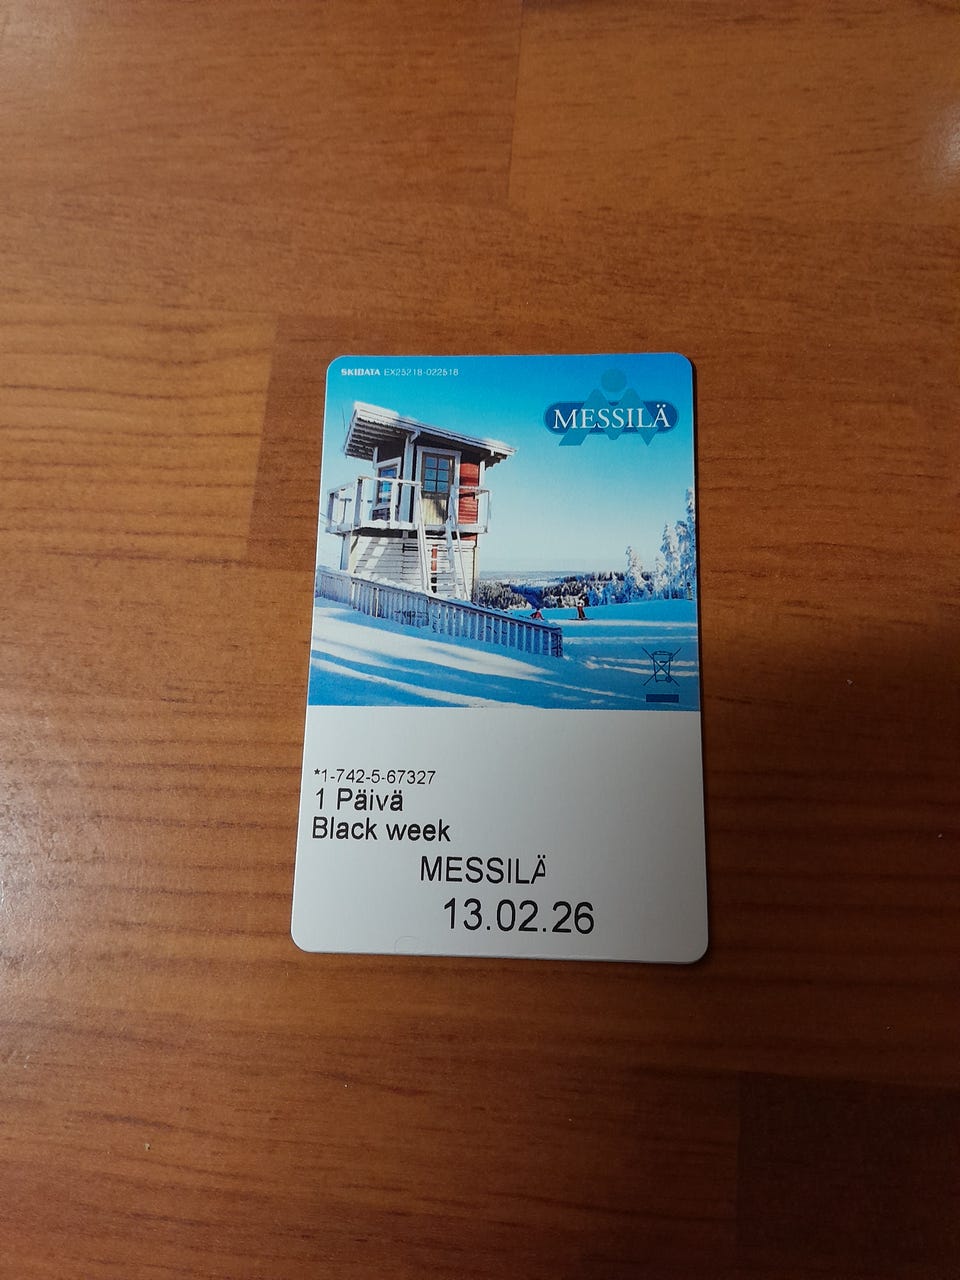 SKIDATA EX25218-022518
MESSILÄ
*1-742-5-67327
1 Päivä
Black week
MESSILÄ
13.02.26